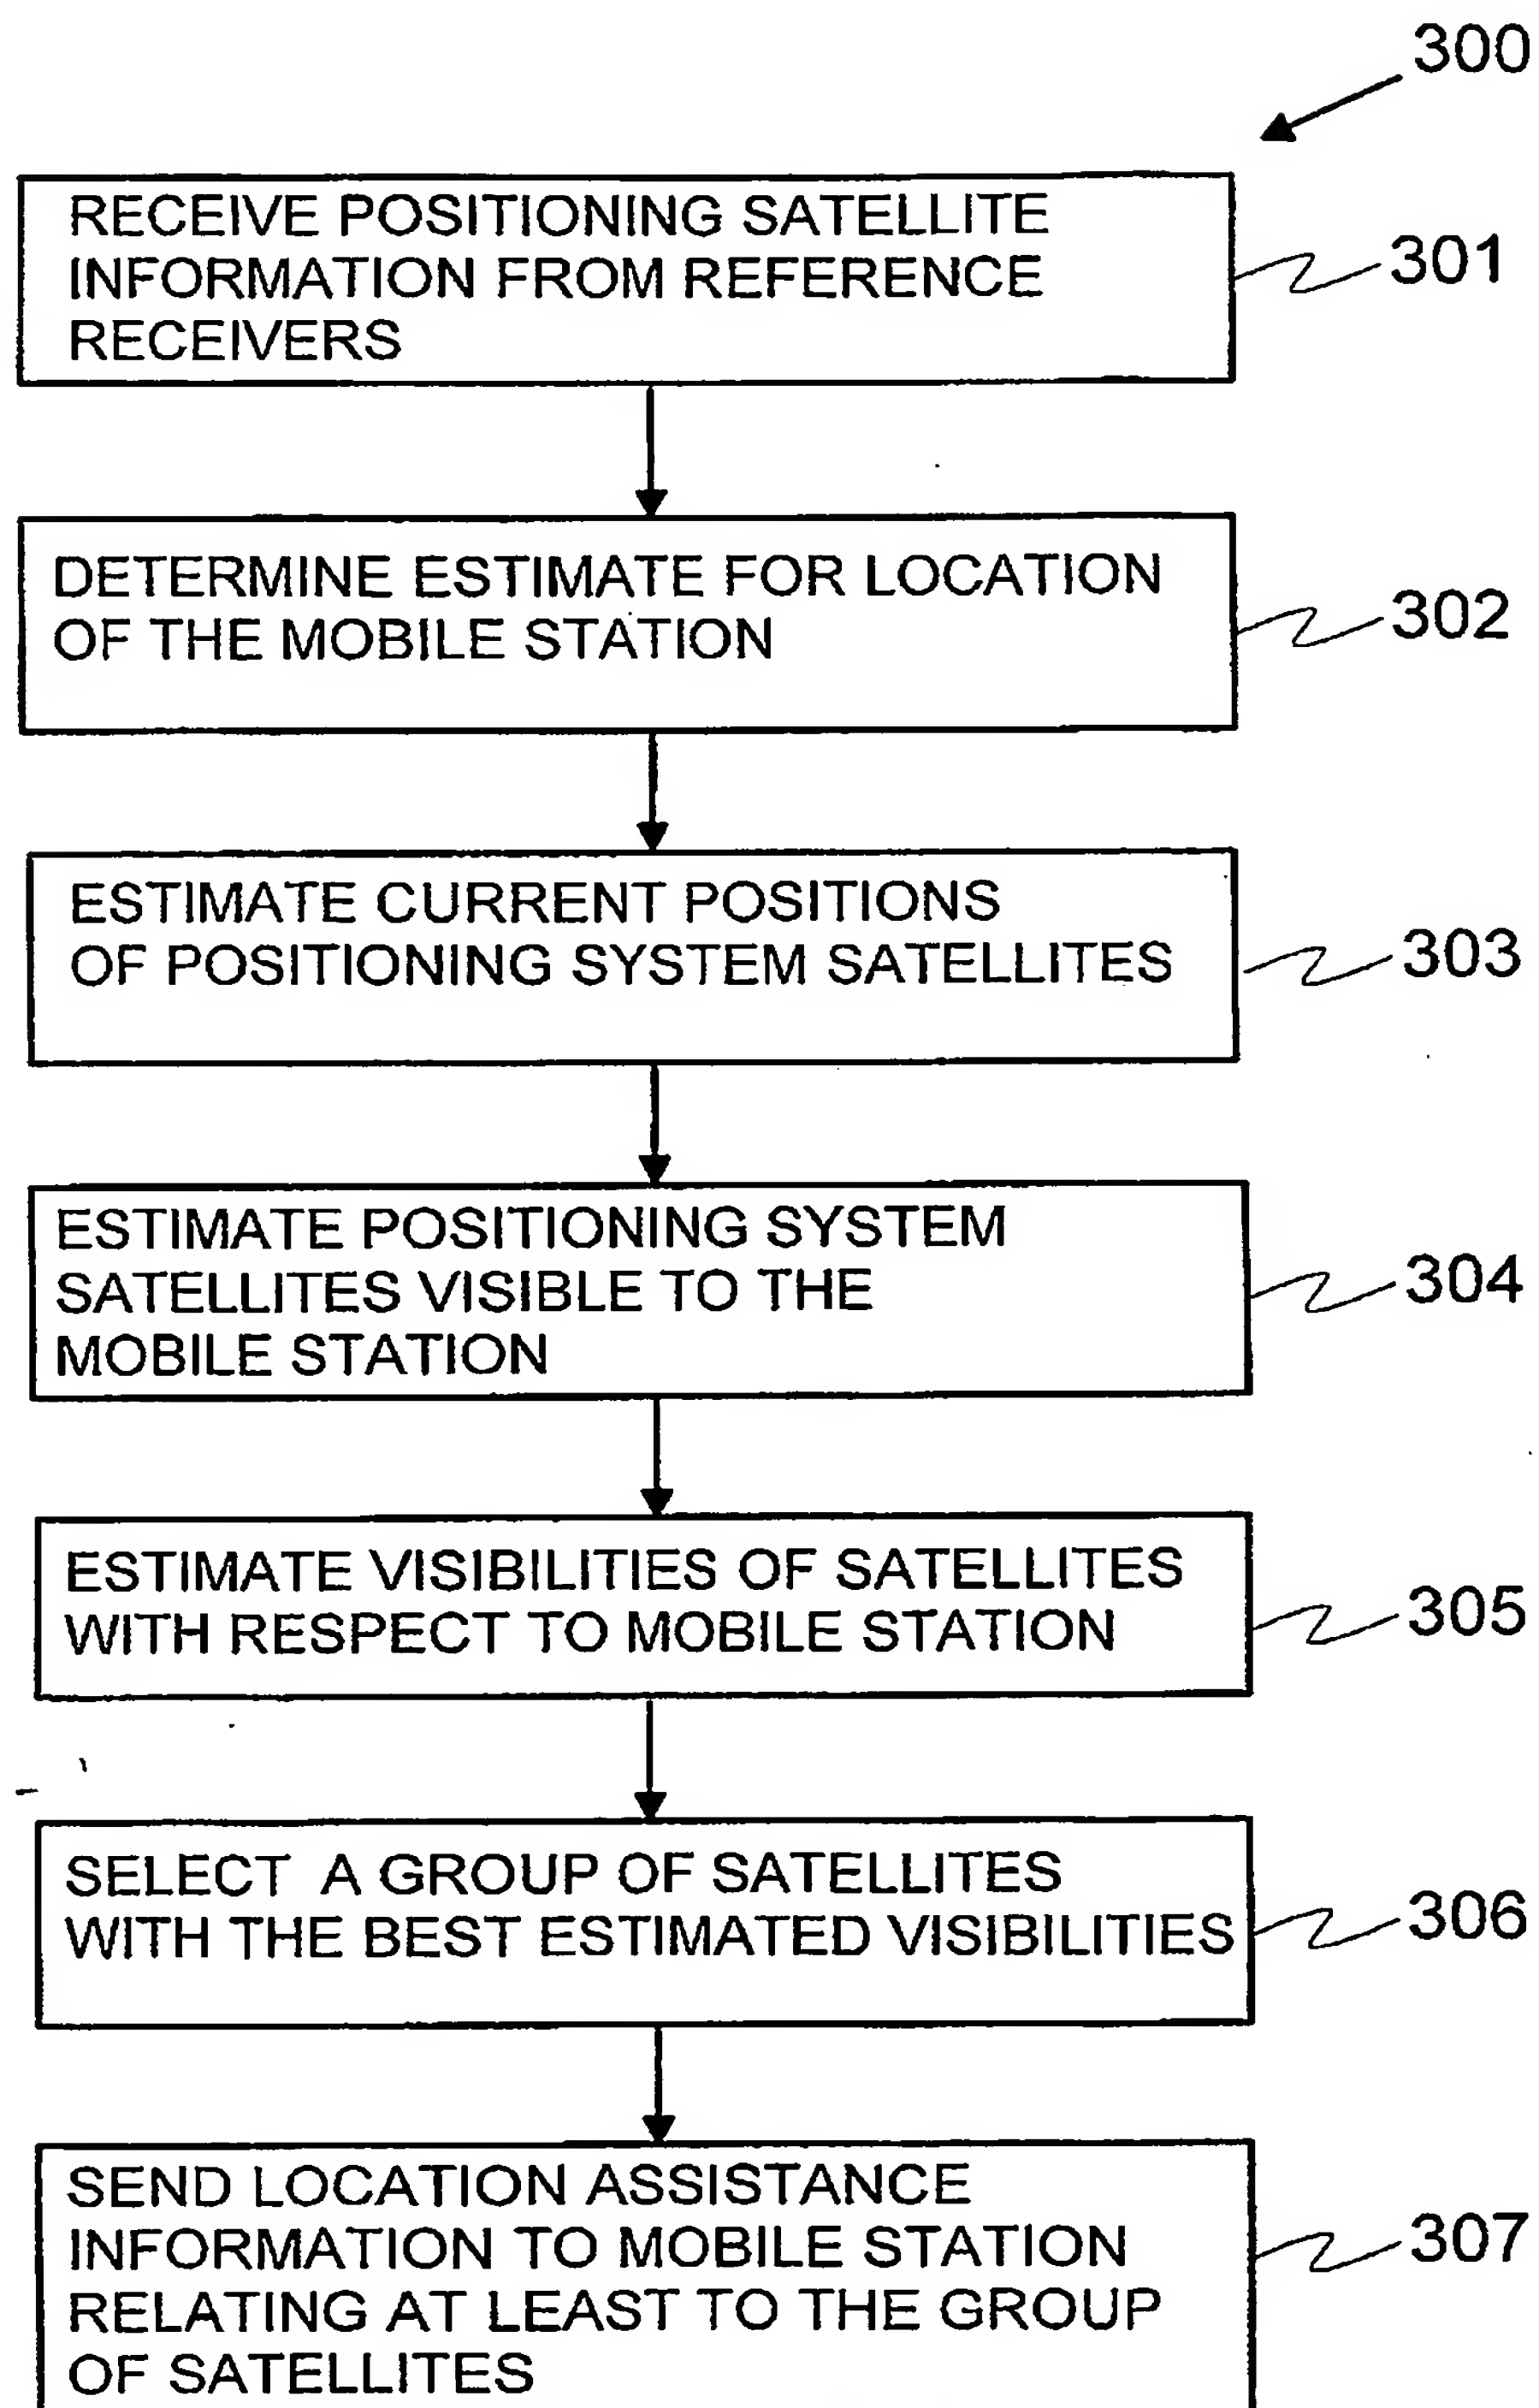 300
RECEIVE POSITIONING SATELLITE
INFORMATION FROM REFERENCE
RECEIVERS
301
DETERMINE ESTIMATE FOR LOCATION
OF THE MOBILE STATION
302
ESTIMATE CURRENT POSITIONS
OF POSITIONING SYSTEM SATELLITES
303
ESTIMATE POSITIONING SYSTEM
SATELLITES VISIBLE TO THE
MOBILE STATION
304
ESTIMATE VISIBILITIES OF SATELLITES
WITH RESPECT TO MOBILE STATION
305
SELECT A GROUP OF SATELLITES
WITH THE BEST ESTIMATED VISIBILITIES
306
SEND LOCATION ASSISTANCE
INFORMATION TO MOBILE STATION
RELATING AT LEAST TO THE GROUP
OF SATELLITES
307